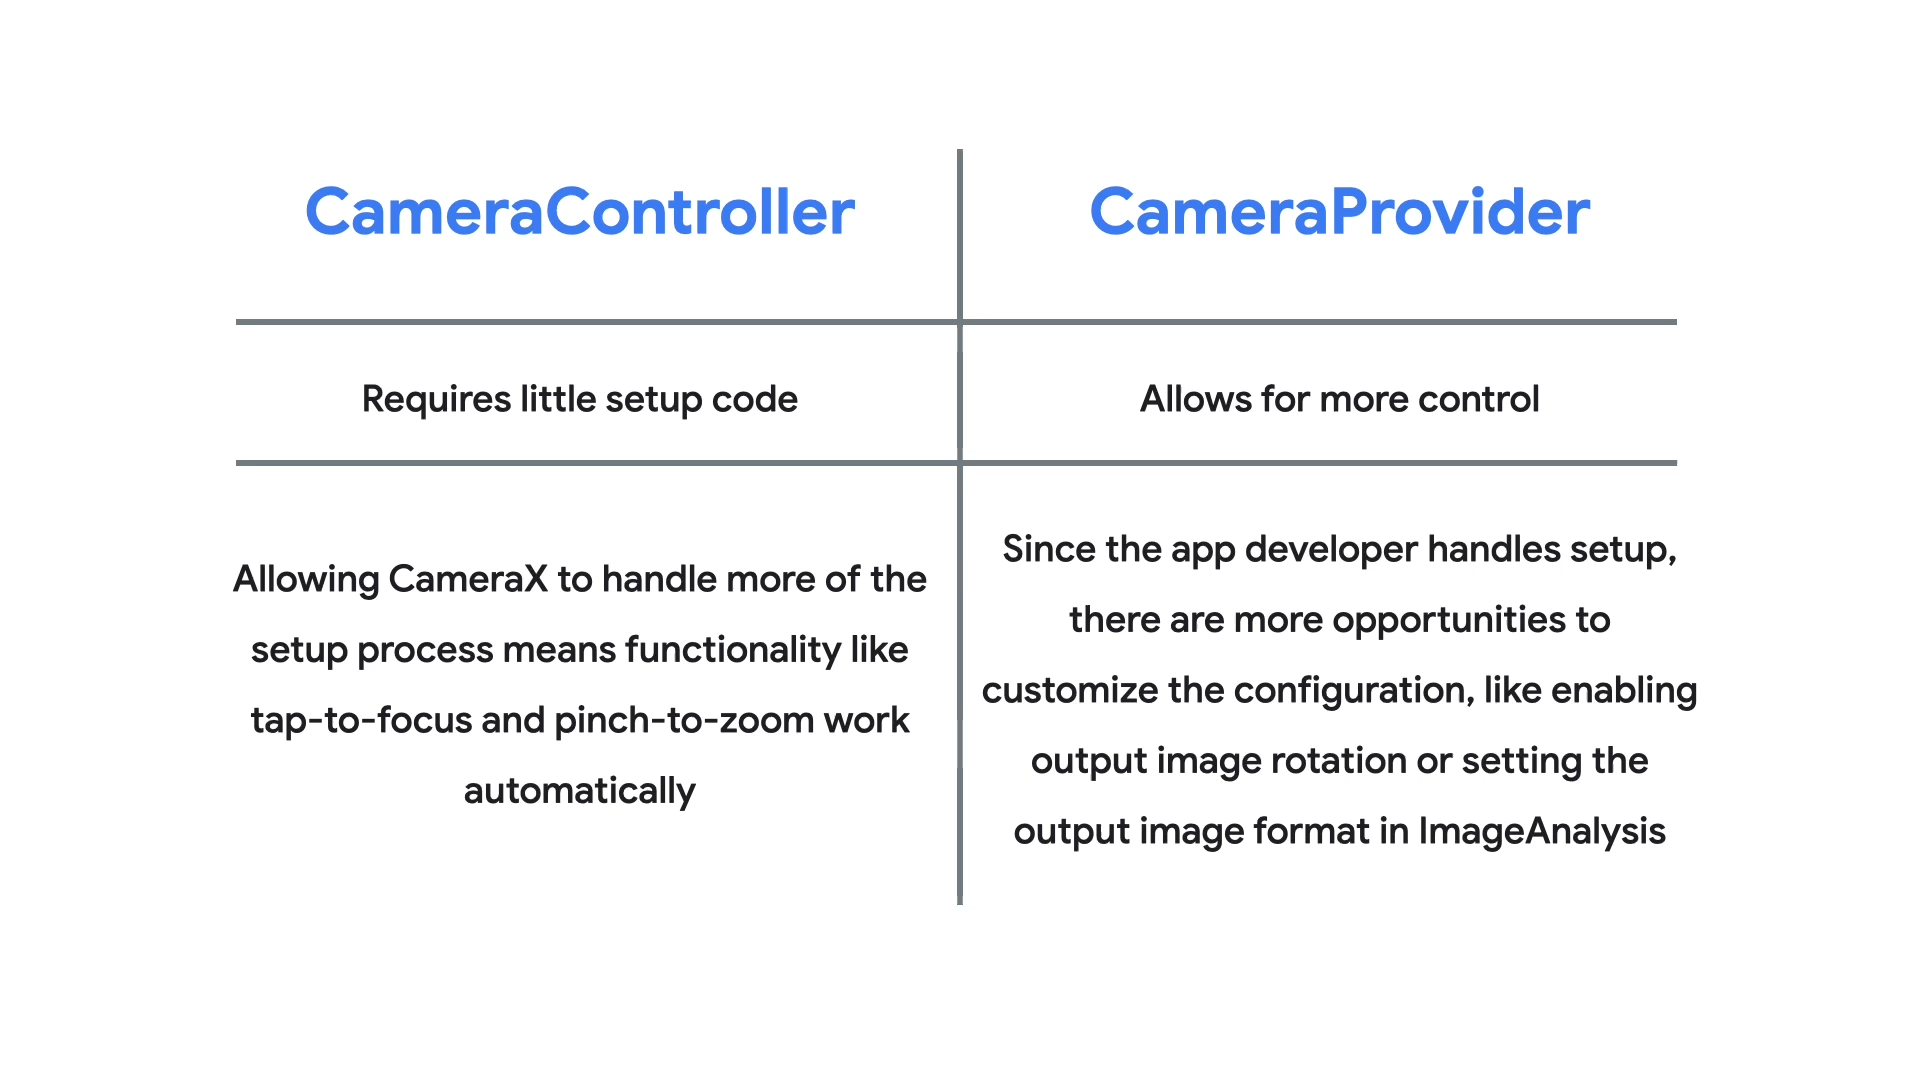 CameraController
CameraProvider
Requires little setup code
Allows for more control
Allowing CameraX to handle more of the
setup process means functionality like
tap-to-focus and pinch-to-zoom work
automatically
Since the app developer handles setup,
there are more opportunities to
customize the configuration, like enabling
output image rotation or setting the
output image format in ImageAnalysis